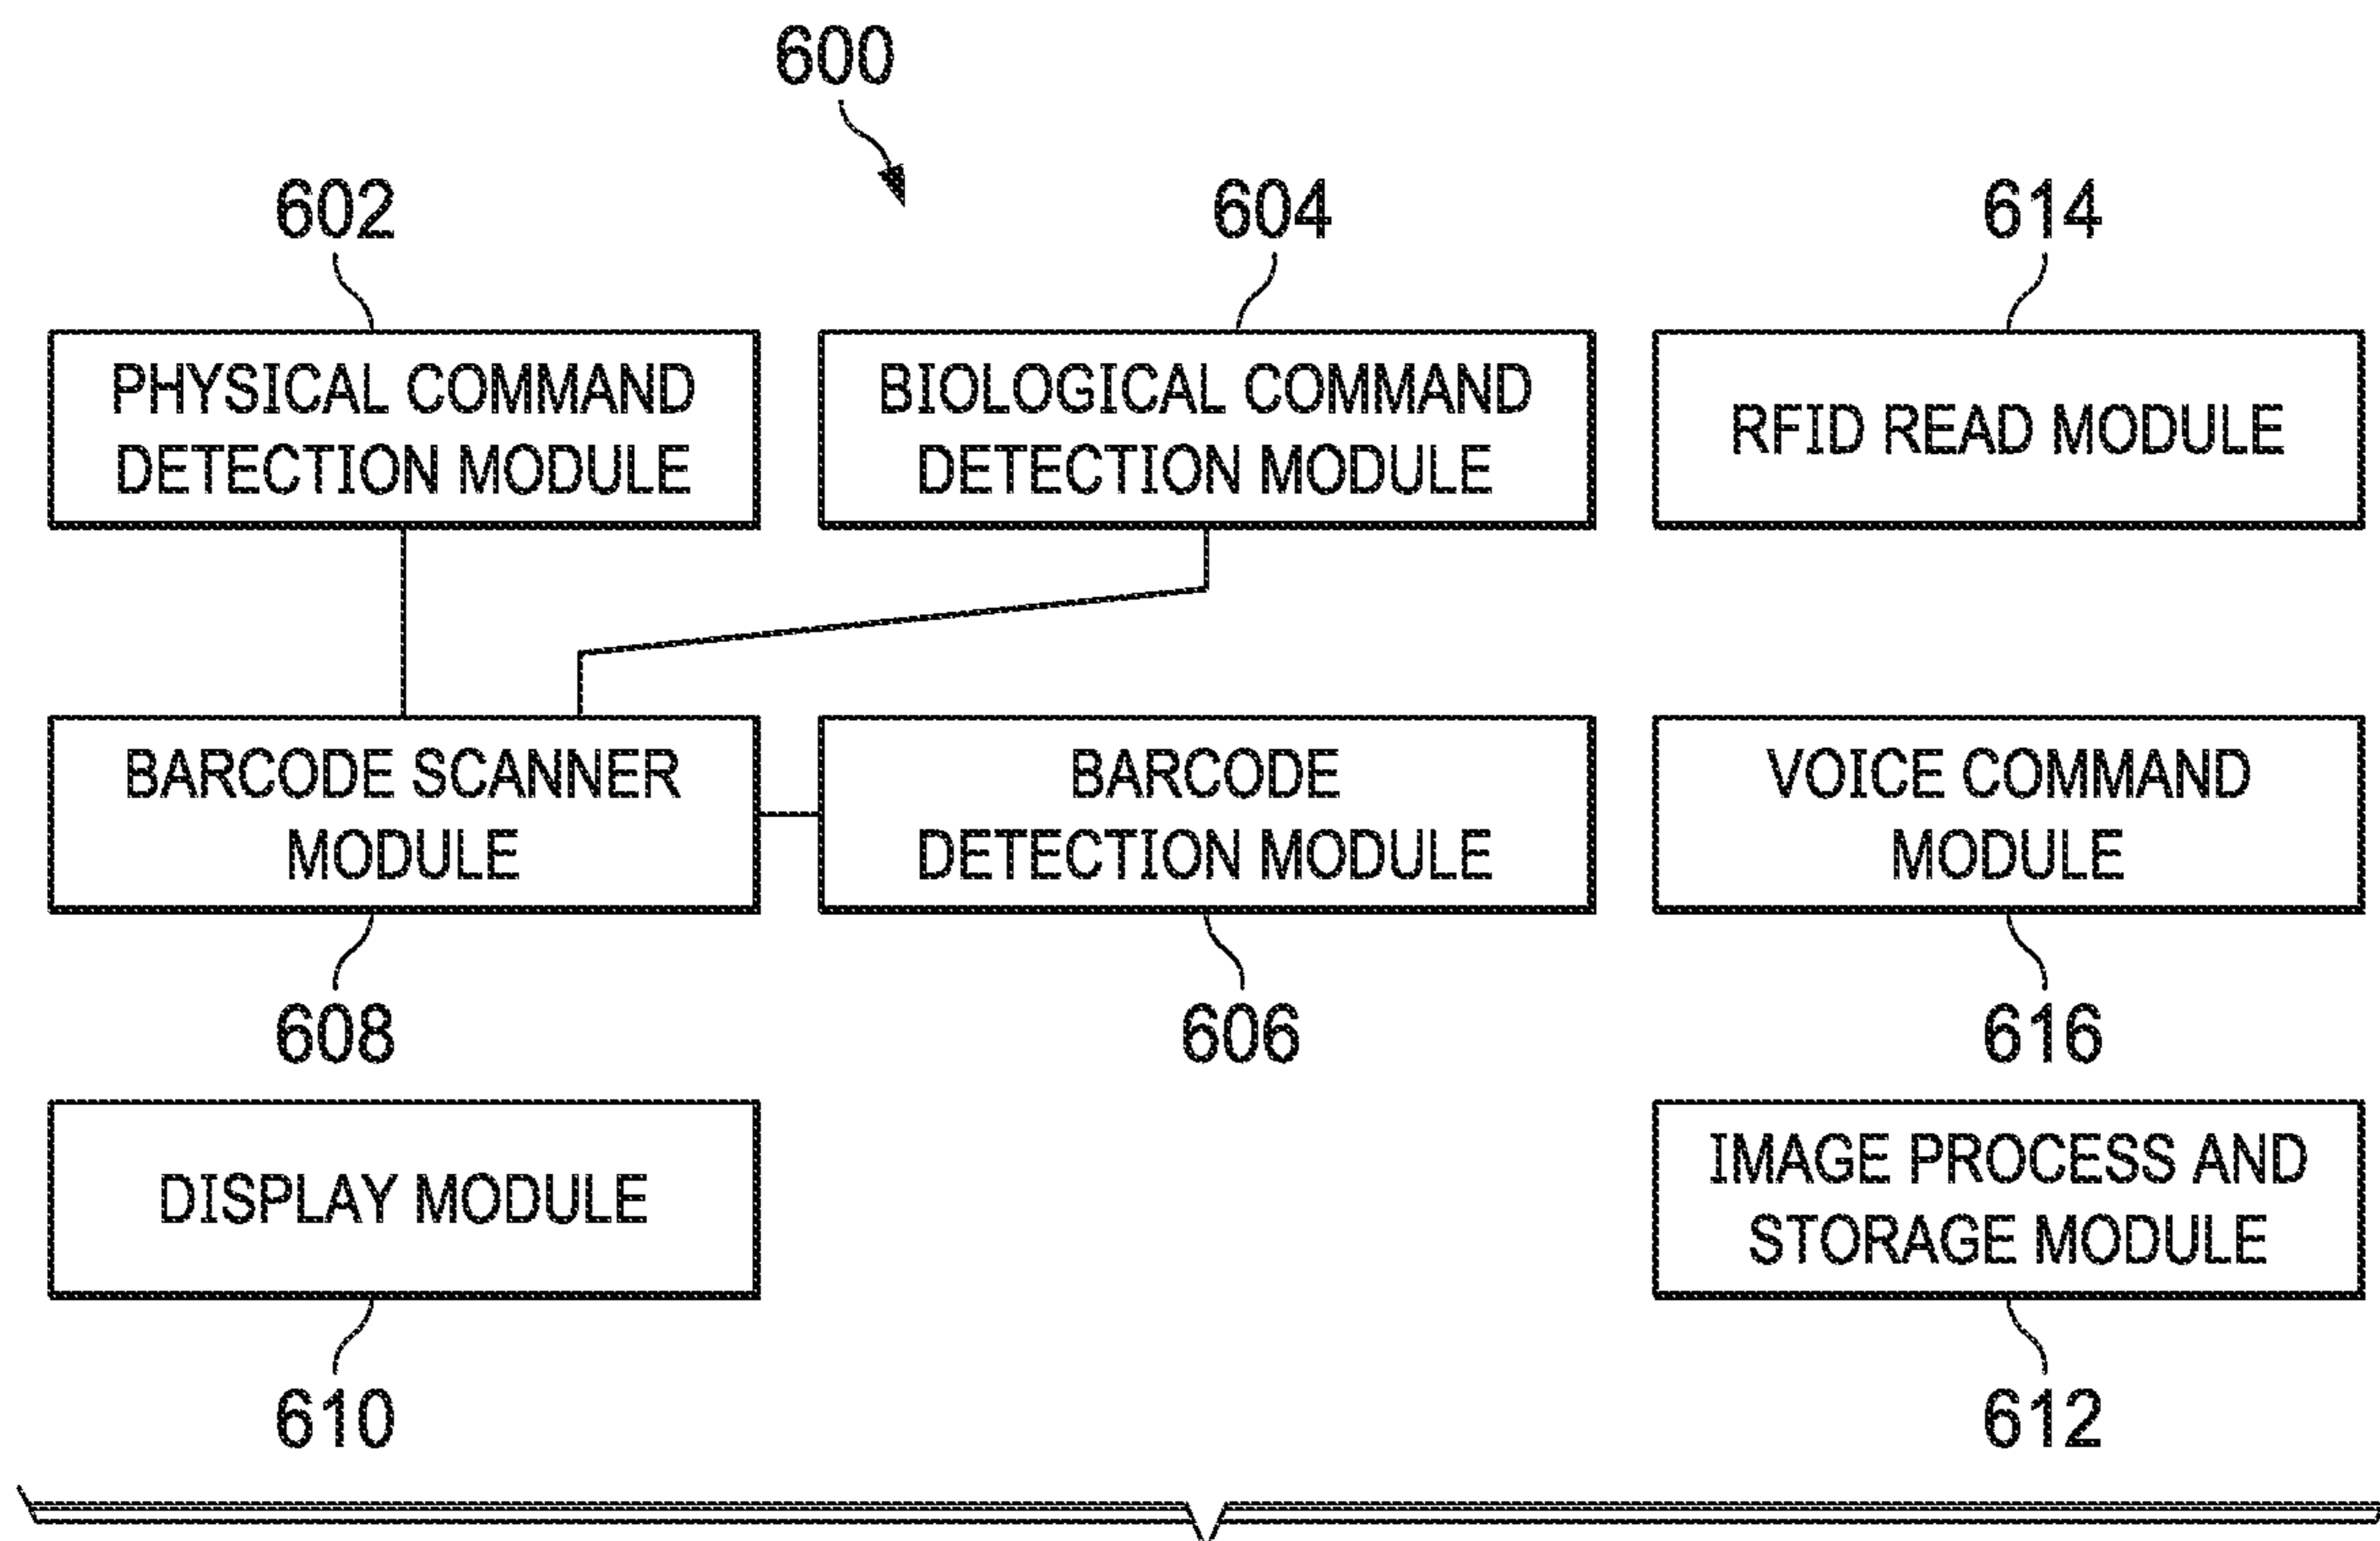 600
602
604
614
PHYSICAL COMMAND
DETECTION MODULE
BIOLOGICAL COMMAND
DETECTION MODULE
RFID READ MODULE
BARCODE SCANNER
MODULE
BARCODE
DETECTION MODULE
VOICE COMMAND
MODULE
608
606
616
DISPLAY MODULE
IMAGE PROCESS AND
STORAGE MODULE
610
612